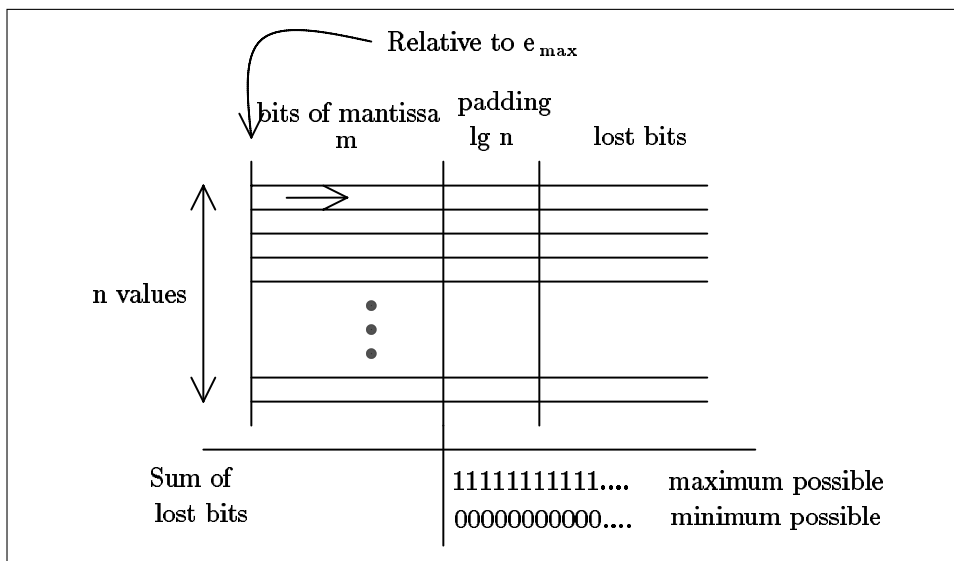 Relative to e max
bits of mantissa
m
padding
lg n
lost bits
n values
Sum of
lost bits
11111111111.... maximum possible
00000000000.... minimum possible